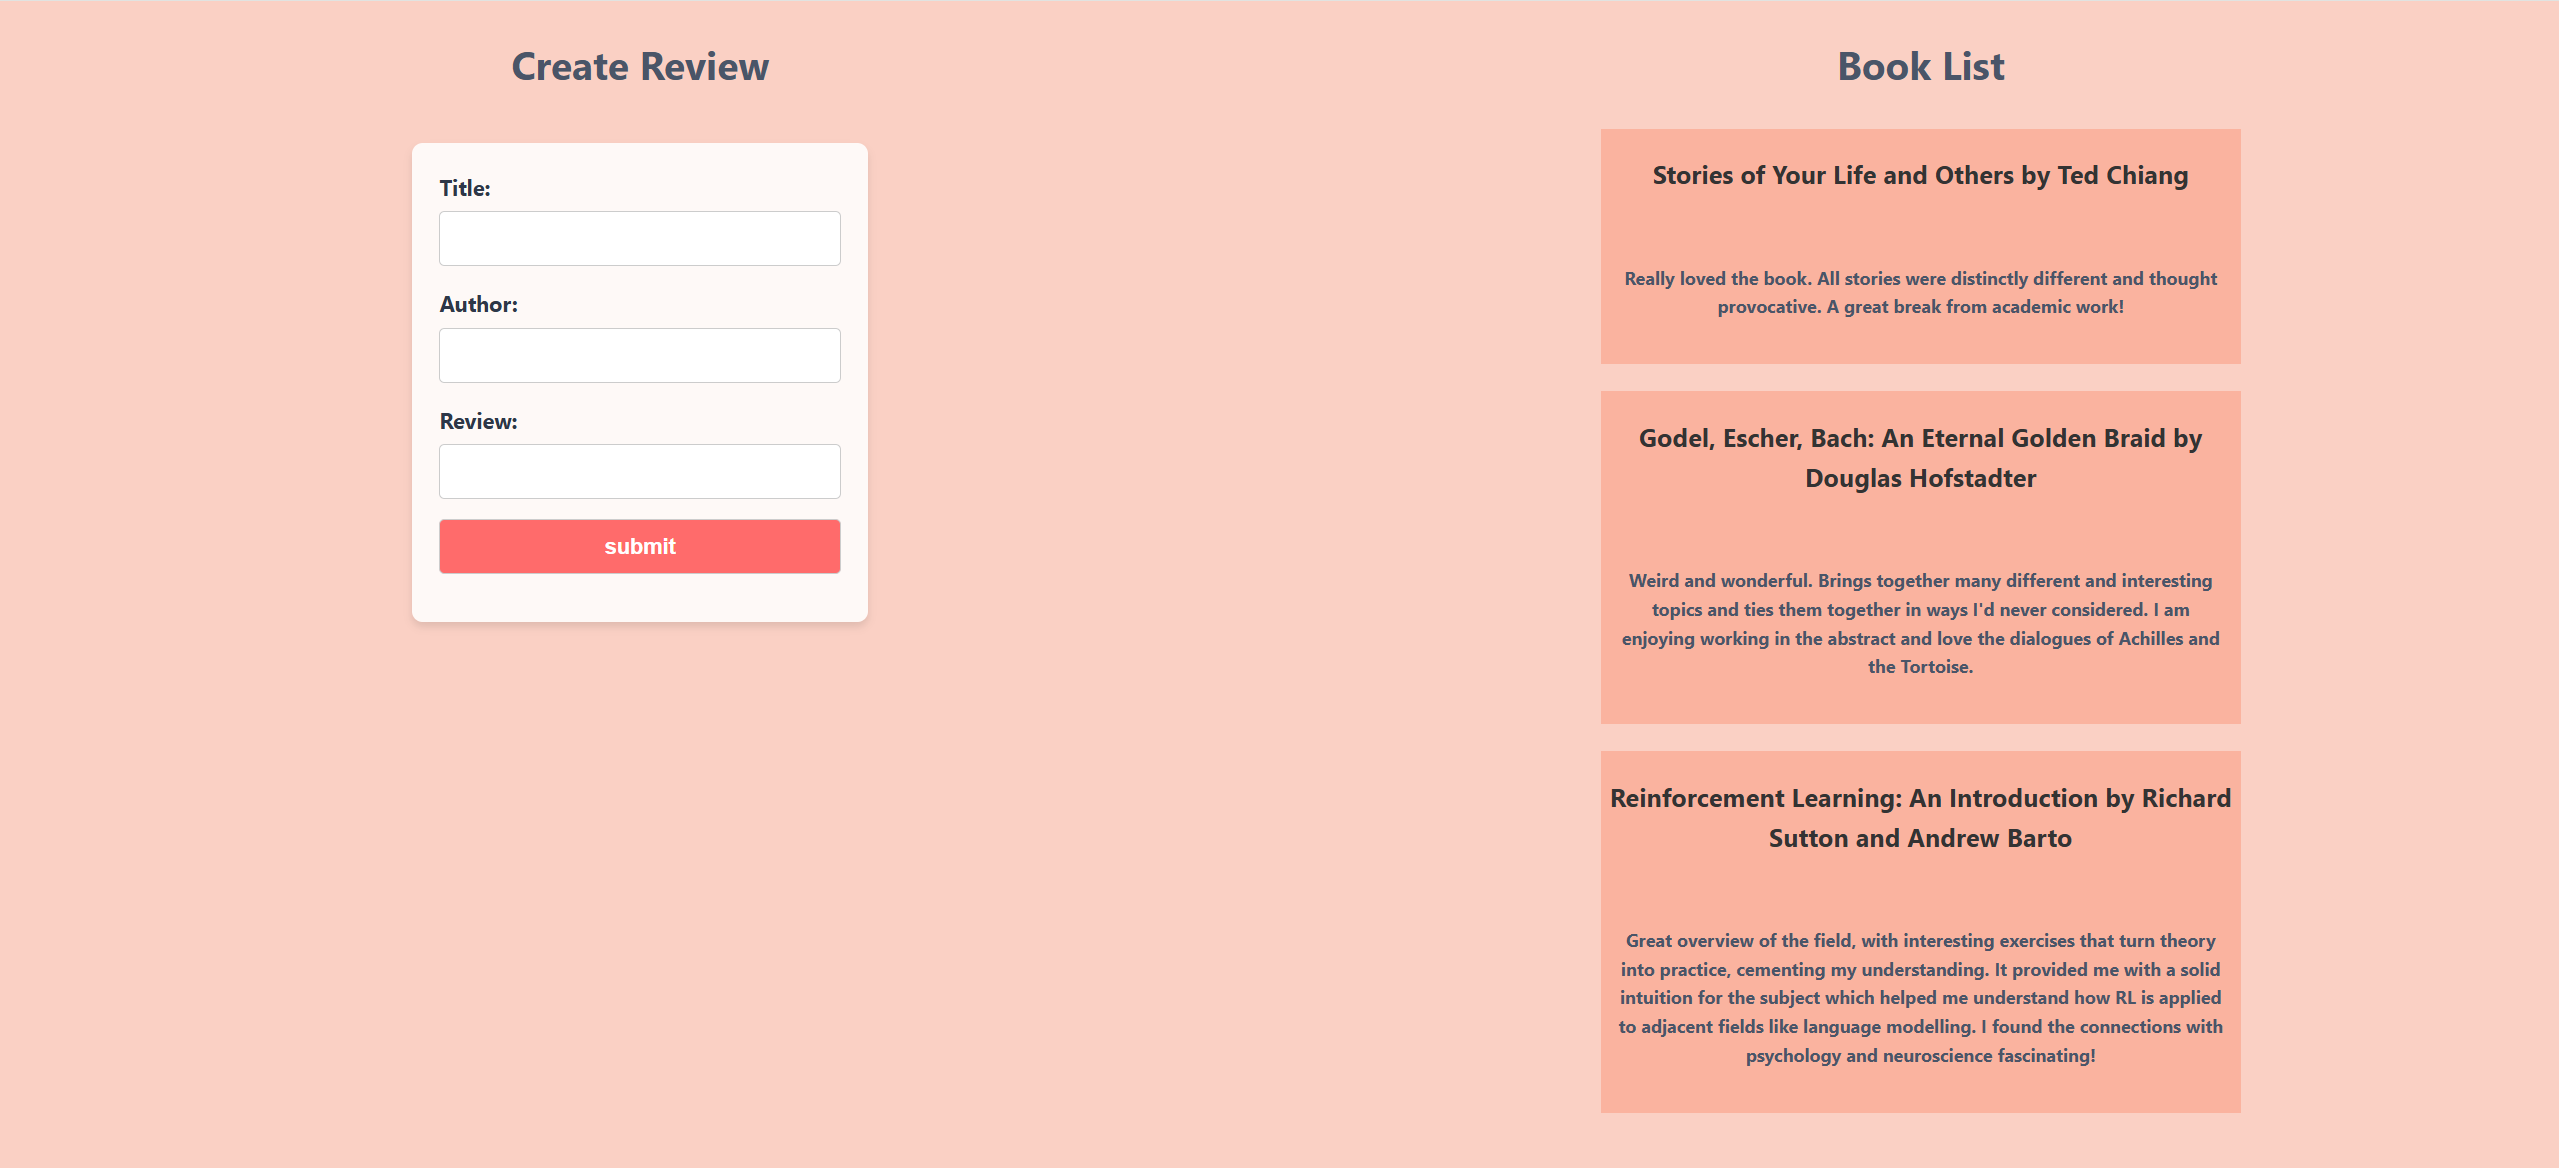 Create Review
Title:
Author:
Review:
submit
Book List
Stories of Your Life and Others by Ted Chiang
Really loved the book. All stories were distinctly different and thought
provocative. A great break from academic work!
Godel, Escher, Bach: An Eternal Golden Braid by
Douglas Hofstadter
Weird and wonderful. Brings together many different and interesting
topics and ties them together in ways I'd never considered. I am
enjoying working in the abstract and love the dialogues of Achilles and
the Tortoise.
Reinforcement Learning: An Introduction by Richard
Sutton and Andrew Barto
Great overview of the field, with interesting exercises that turn theory
into practice, cementing my understanding. It provided me with a solid
intuition for the subject which helped me understand how RL is applied
to adjacent fields like language modelling. I found the connections with
psychology and neuroscience fascinating!